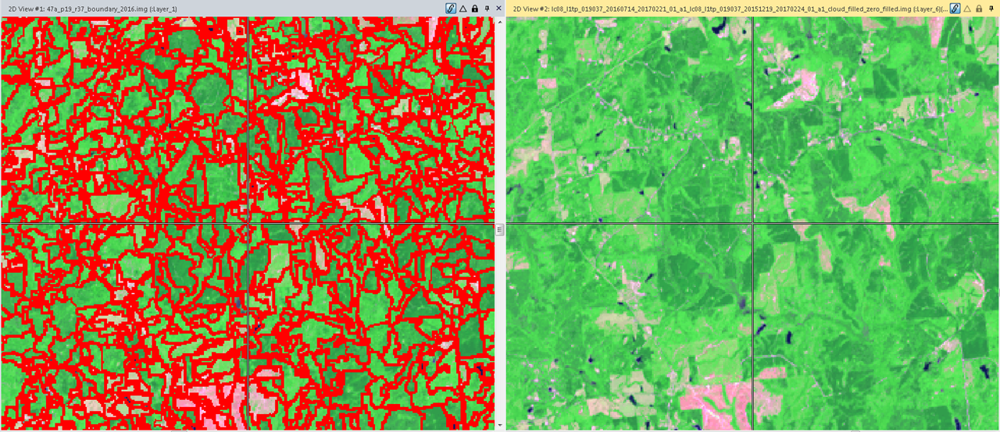 2D View #1: 47a_p19_r37_boundary_2016.img (:Layer_1)
2D View #2: lc08_l1tp_019037_20160714_20170221_01_a1_lc08_l1tp_019037_20151219_20170224_01_a1_cloud_filled_zero_filled.img (:Layer_6)(...